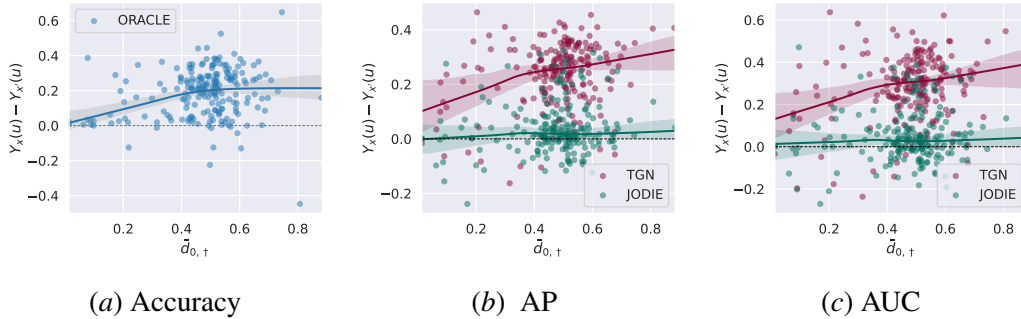 ORACLE
0.6
0.4
0.2
0.0
−0.2
−0.4
Y_x(u) − Y_x'(u)
0.2 0.4 0.6 0.8
d̄_{0, †}
(a) Accuracy
0.4
0.2
0.0
−0.2
Y_x(u) − Y_x'(u)
TGN
JODIE
0.2 0.4 0.6 0.8
d̄_{0, †}
(b) AP
0.6
0.4
0.2
0.0
−0.2
Y_x(u) − Y_x'(u)
TGN
JODIE
0.2 0.4 0.6 0.8
d̄_{0, †}
(c) AUC